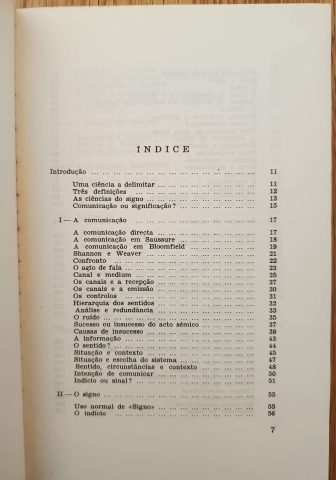 INDICE
Introdução ... 11
Uma ciência a delimitar ... 11
Três definições ... 12
As ciências do signo ... 13
Comunicação ou significação? ... 15
I — A comunicação ... 17
A comunicação directa ... 17
A comunicação em Saussure ... 18
A comunicação em Bloomfield ... 19
Shannon e Weaver ... 21
Confronto ... 22
O acto de fala ... 23
Canal e medium ... 25
Os canais e a recepção ... 27
Os canais e a emissão ... 30
Os controlos ... 31
Hierarquia dos sentidos ... 32
Análise e redundância ... 33
O ruído ... 35
Sucesso ou insucesso do acto sémico ... 37
Causas de insucesso ... 39
A informação ... 43
O sentido? ... 44
Situação e contexto ... 45
Situação e escolha do sistema ... 47
Sentido, circunstâncias e contexto ... 48
Intenção de comunicar ... 50
Indício ou sinal? ... 51
II — O signo ... 55
Uso normal de «Signo» ... 55
O indício ... 56
7